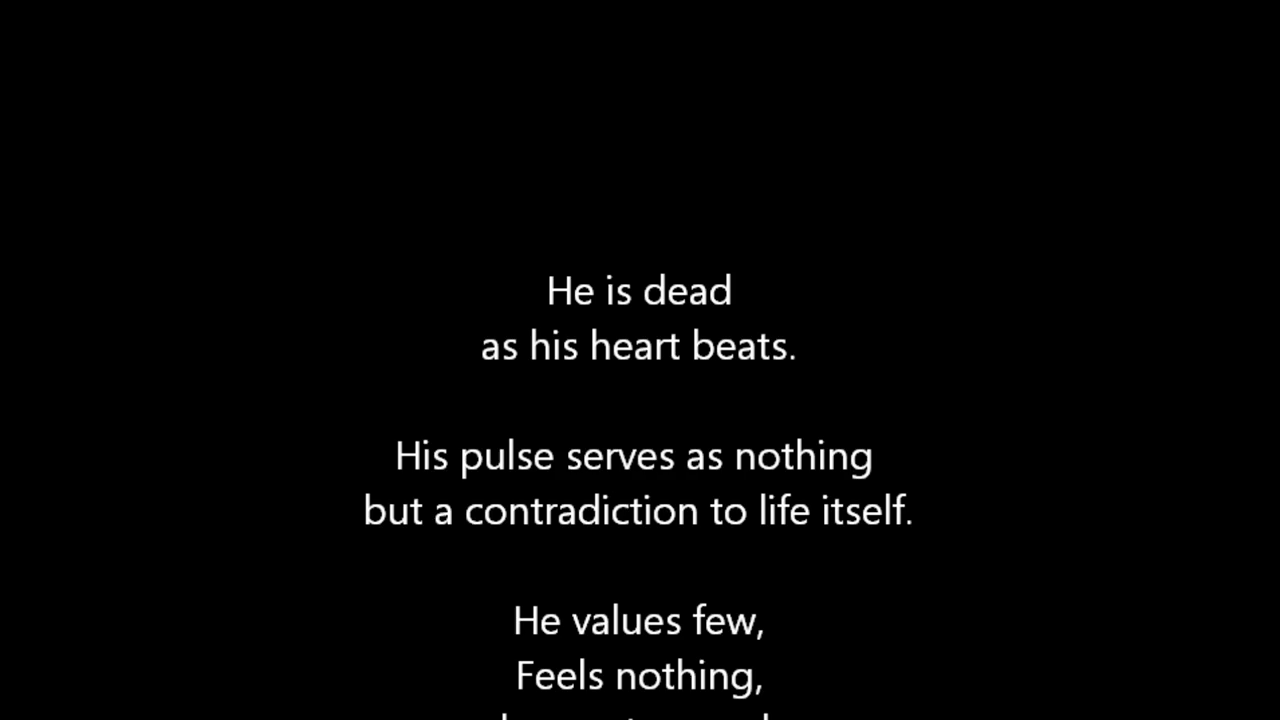 He is dead
as his heart beats.
His pulse serves as nothing
but a contradiction to life itself.
He values few,
Feels nothing,